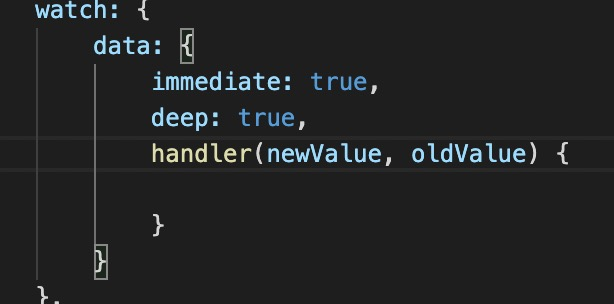 watch: {
data: {
immediate: true,
deep: true,
handler(newValue, oldValue) {
}
}
},